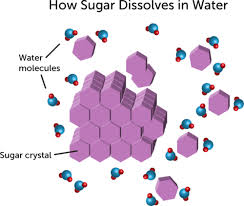 How Sugar Dissolves in Water
Water
molecules
Sugar crystal